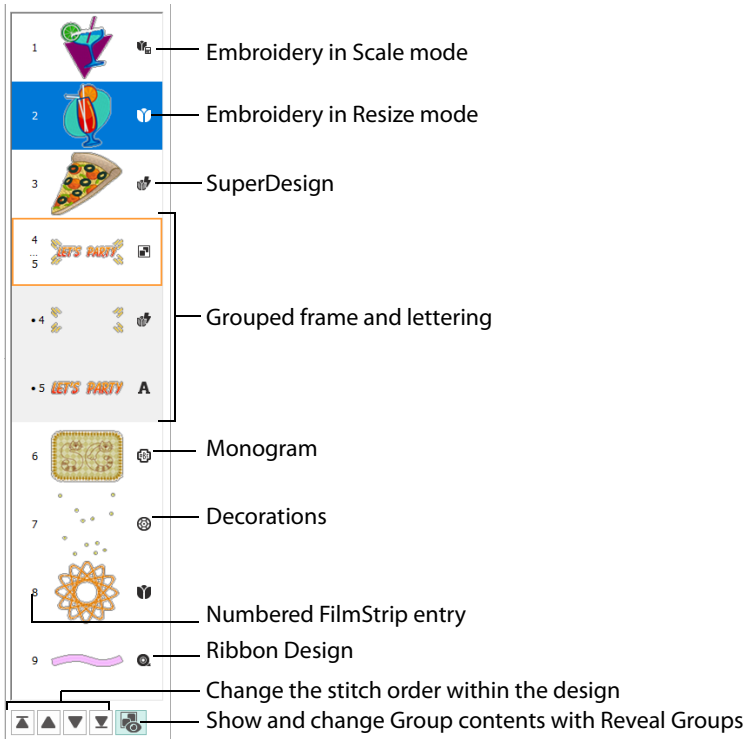 1
Embroidery in Scale mode
2
Embroidery in Resize mode
3
SuperDesign
4
...
5
LET'S PARTY
• 4
Grouped frame and lettering
• 5 LET'S PARTY A
6
Monogram
7
Decorations
8
Numbered FilmStrip entry
Ribbon Design
9
Change the stitch order within the design
Show and change Group contents with Reveal Groups